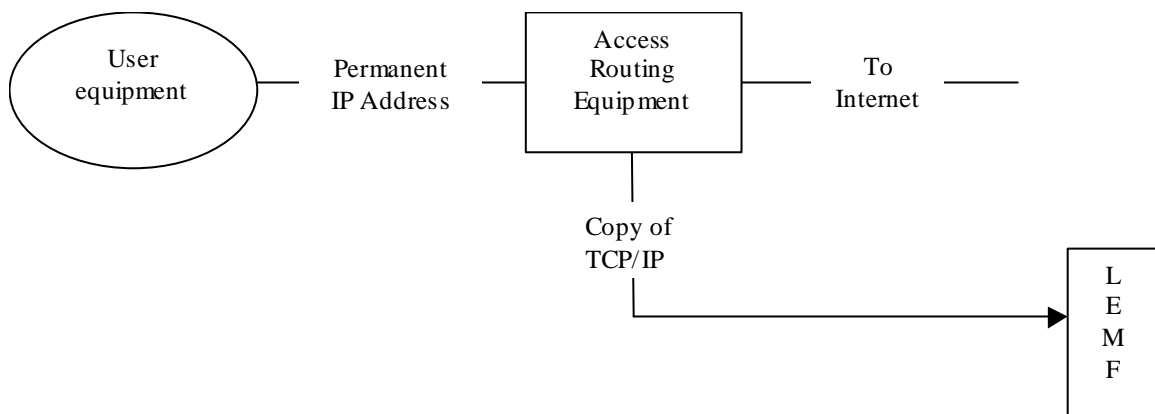 User
equipment
Permanent
IP Address
Access
Routing
Equipment
To
Internet
Copy of
TCP/IP
L
E
M
F